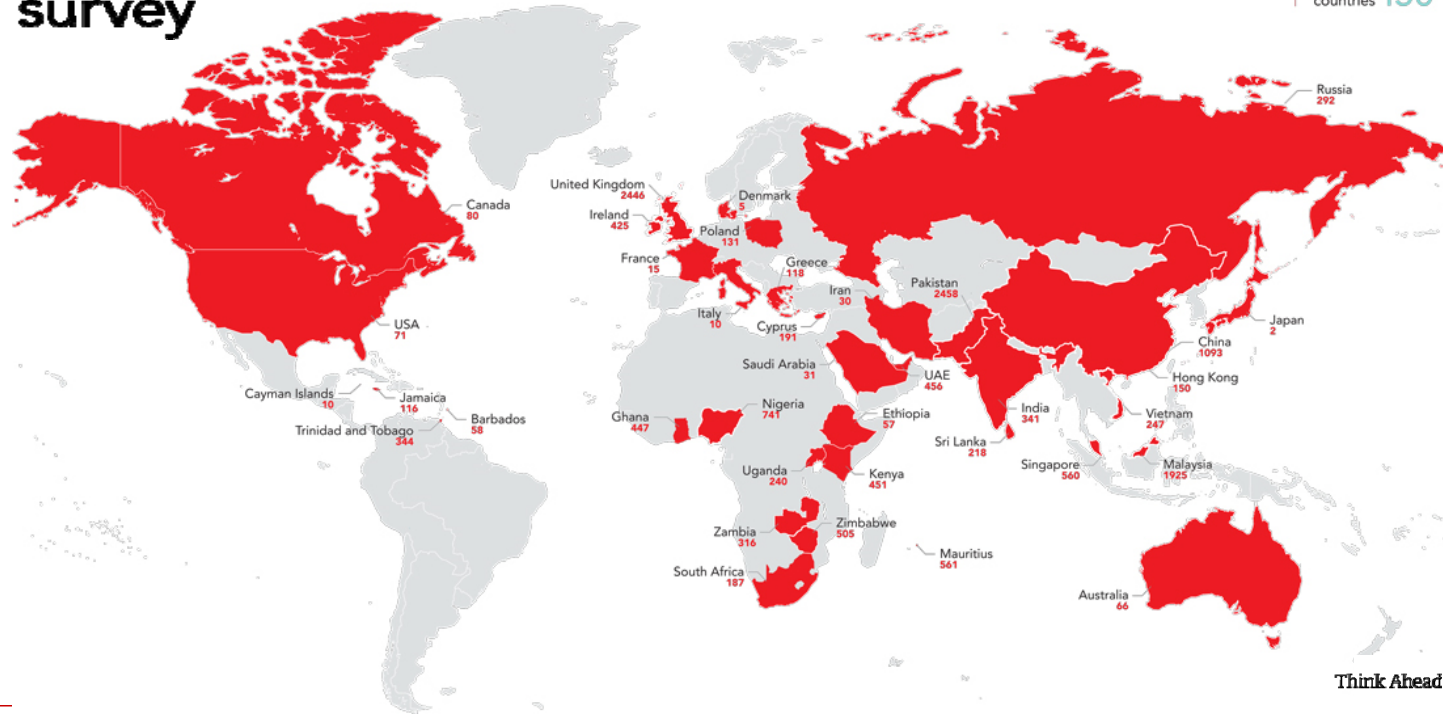 survey
countries
Russia
292
United Kingdom
2446
Denmark
5
Canada
80
Ireland
425
Poland
131
France
15
Greece
118
Iran
30
Pakistan
2458
Italy
10
Cyprus
191
Japan
2
USA
71
China
1093
Saudi Arabia
31
UAE
456
Hong Kong
150
Cayman Islands
10
Jamaica
116
Nigeria
741
Ghana
447
Ethiopia
57
India
341
Vietnam
247
Barbados
58
Trinidad and Tobago
344
Sri Lanka
218
Singapore
560
Malaysia
1925
Uganda
240
Kenya
451
Zambia
316
Zimbabwe
505
Mauritius
561
South Africa
187
Australia
66
Think Ahead